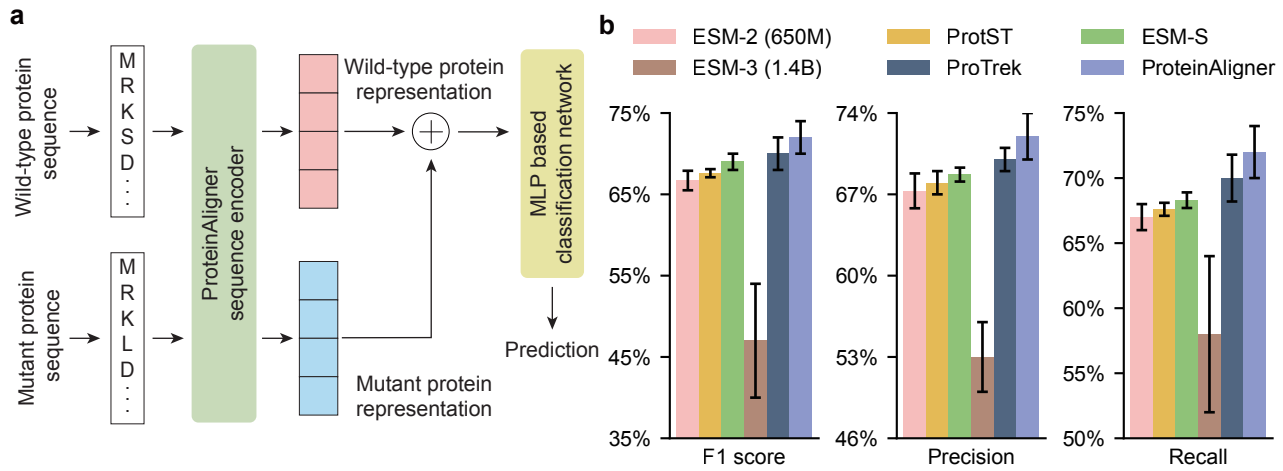 a
Wild-type protein
sequence
M
R
K
S
D
⋮
ProteinAligner
sequence encoder
Wild-type protein
representation
+
MLP based
classification network
Prediction
Mutant protein
sequence
M
R
K
L
D
⋮
Mutant protein
representation
b
ESM-2 (650M)
ProtST
ESM-S
ESM-3 (1.4B)
ProTrek
ProteinAligner
75%
65%
55%
45%
35%
F1 score
74%
67%
60%
53%
46%
Precision
75%
70%
65%
60%
55%
50%
Recall